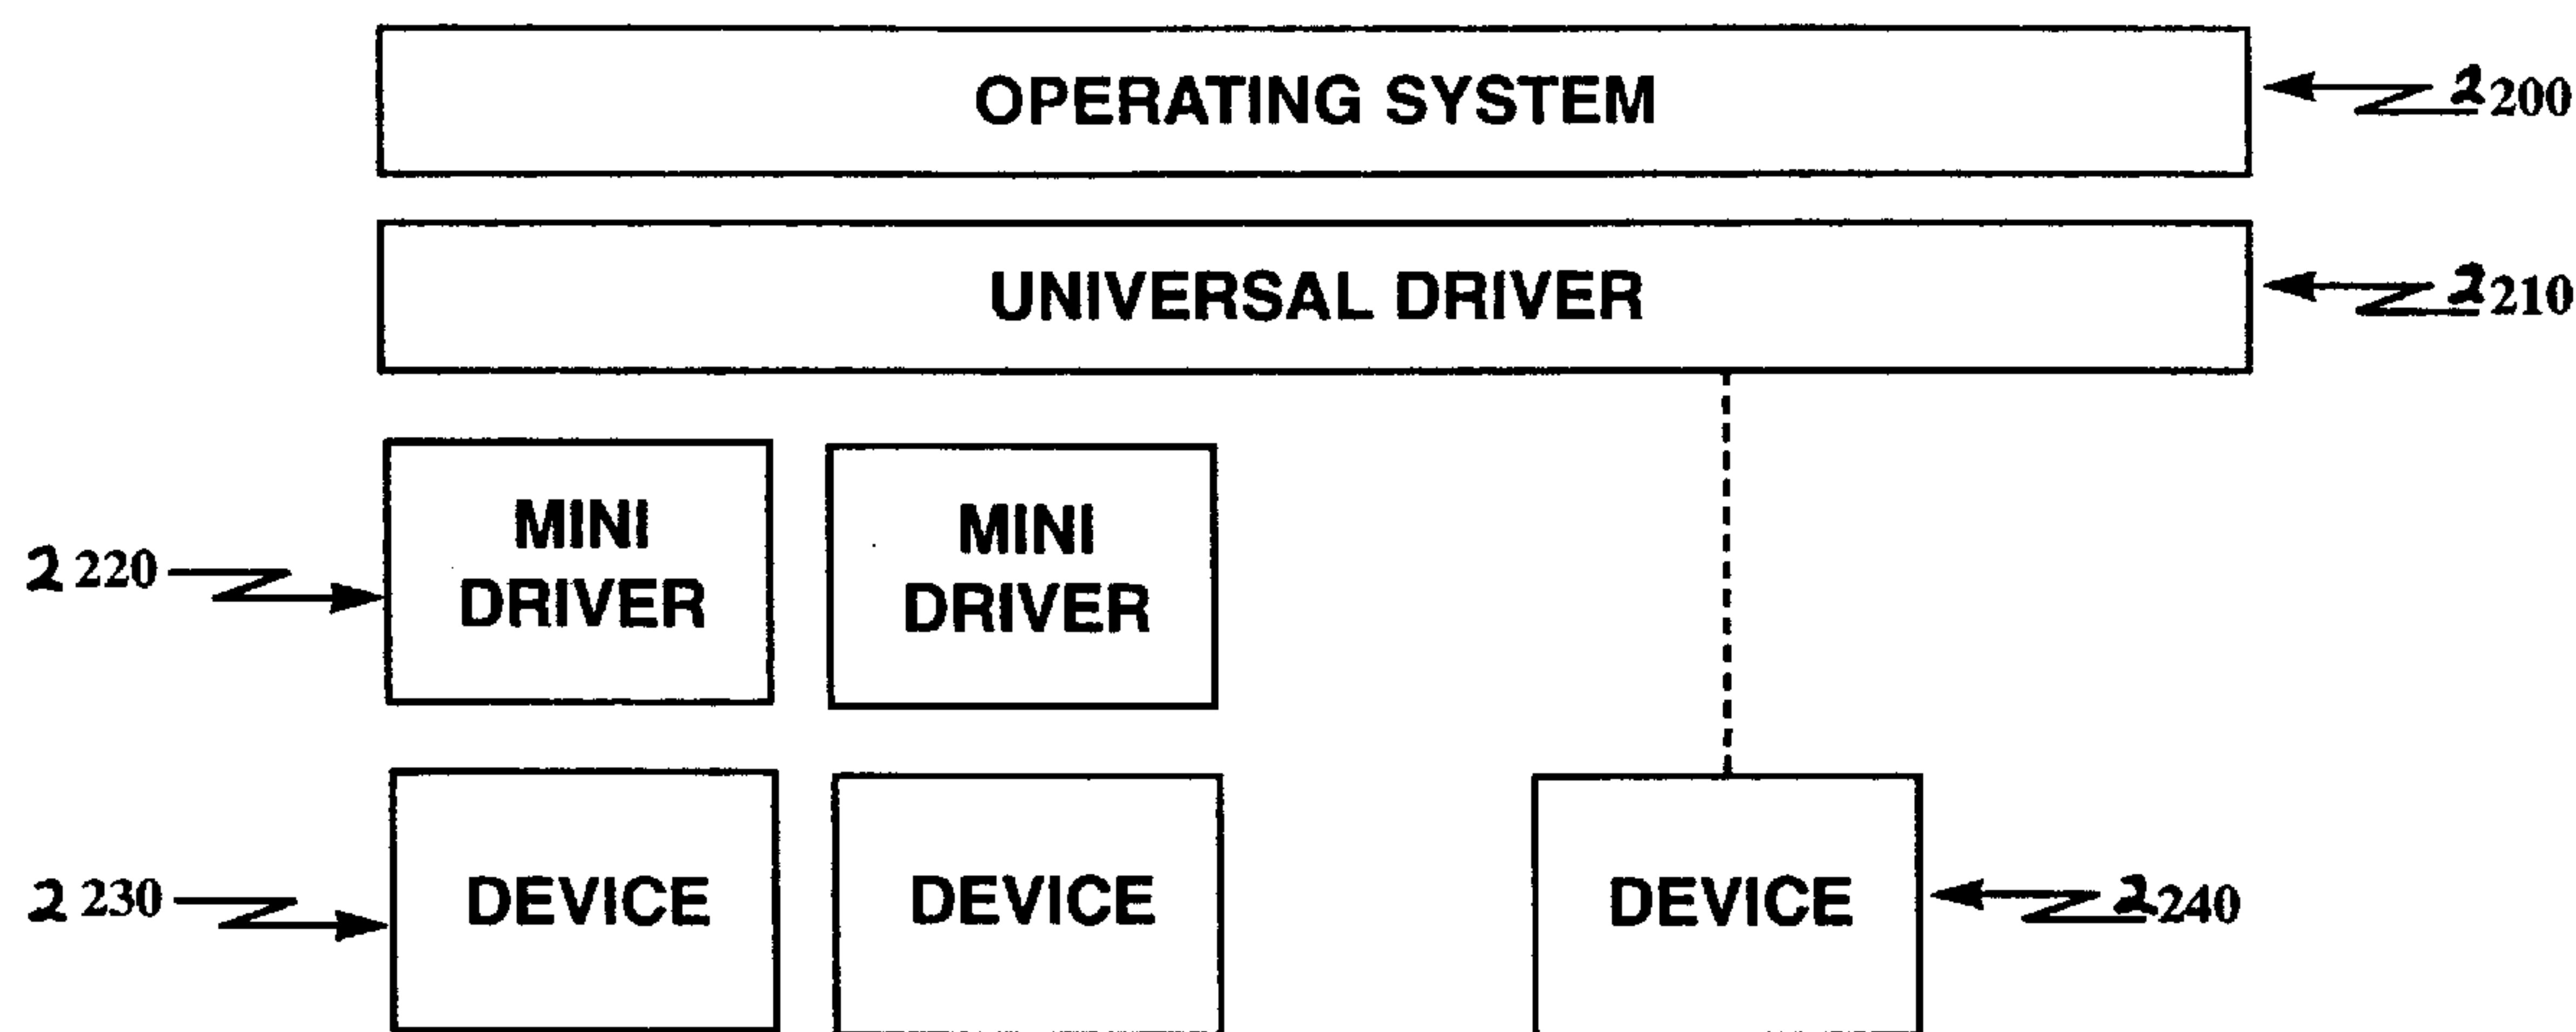 OPERATING SYSTEM
2200
UNIVERSAL DRIVER
2210
MINI
DRIVER
MINI
DRIVER
2220
DEVICE
DEVICE
DEVICE
2230
2240